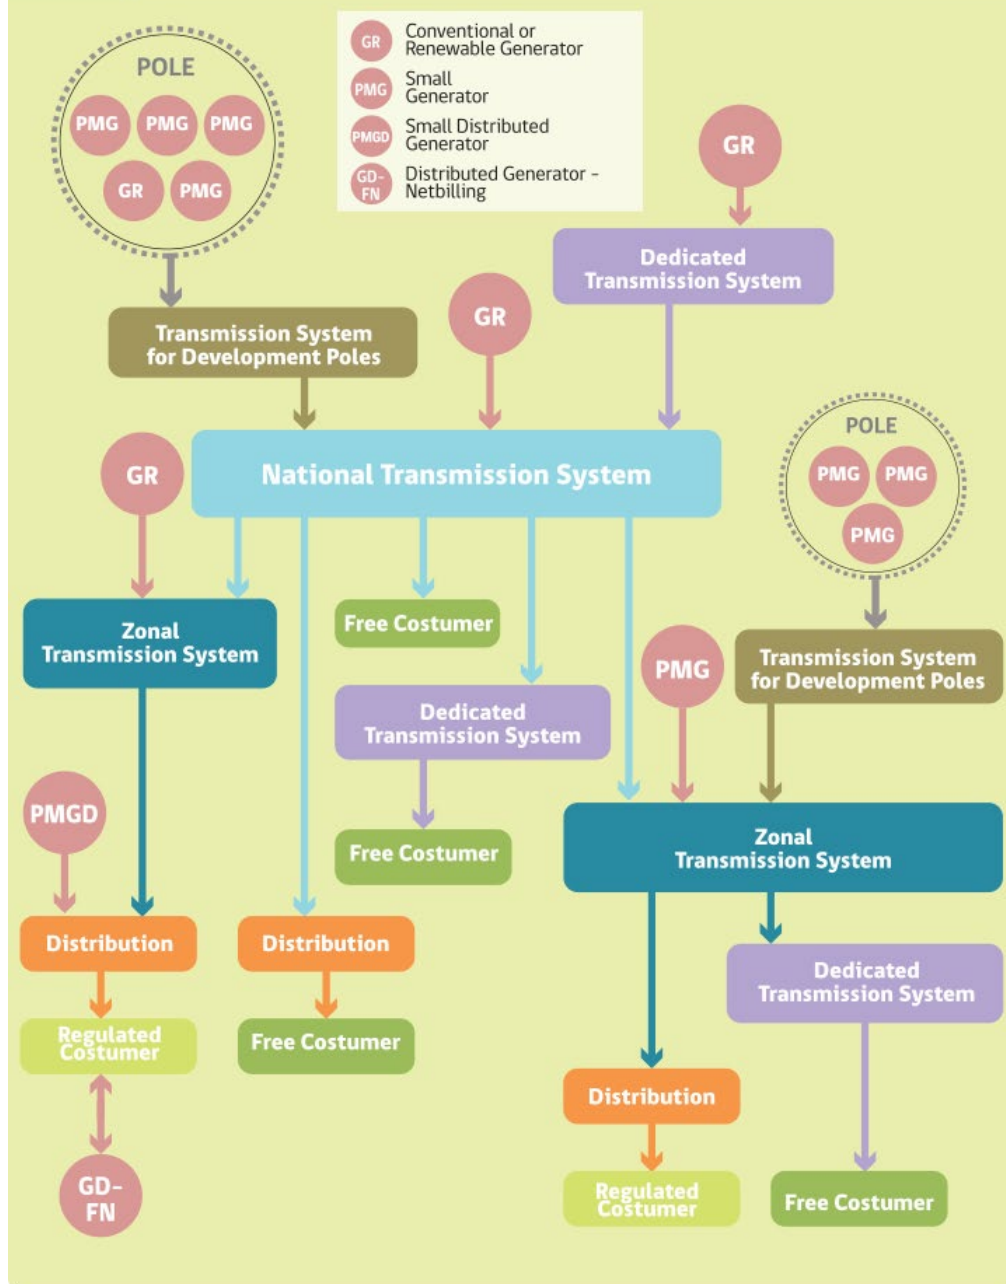 POLE
PMG PMG PMG
GR PMG
GR Conventional or
Renewable Generator
PMG Small
Generator
PMGD Small Distributed
Generator
GD-
FN
Distributed Generator –
Netbilling
GR
Dedicated
Transmission System
GR
Transmission System
for Development Poles
GR
National Transmission System
POLE
PMG PMG
PMG
Zonal
Transmission System
Free Costumer
PMG
Transmission System
for Development Poles
Dedicated
Transmission System
PMGD
Free Costumer
Zonal
Transmission System
Distribution
Distribution
Dedicated
Transmission System
Regulated
Costumer
Free Costumer
Distribution
GD-
FN
Regulated
Costumer
Free Costumer